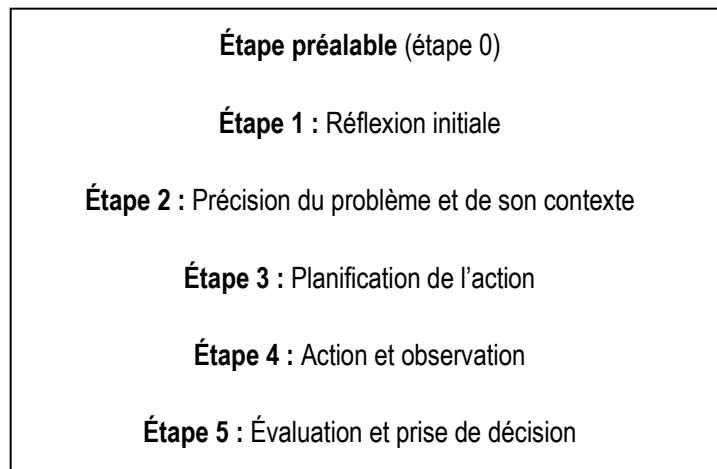 Étape préalable (étape 0)
Étape 1 : Réflexion initiale
Étape 2 : Précision du problème et de son contexte
Étape 3 : Planification de l’action
Étape 4 : Action et observation
Étape 5 : Évaluation et prise de décision